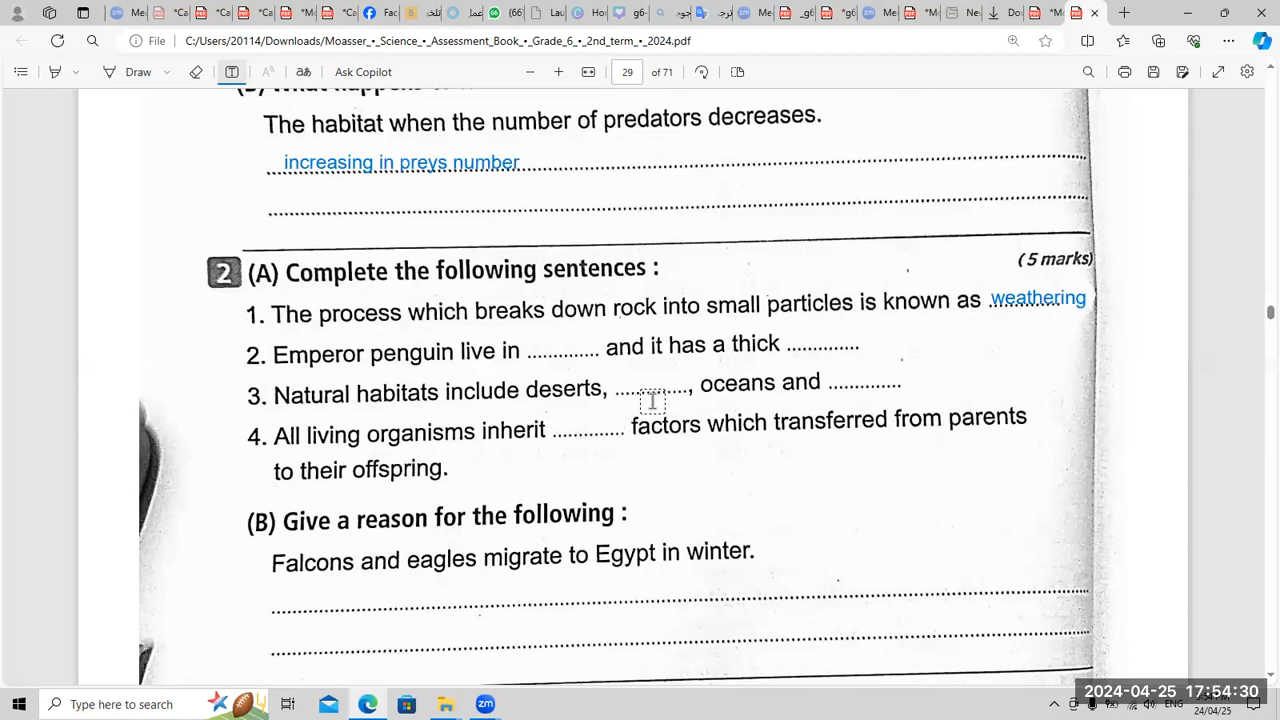 File C:/Users/20114/Downloads/Moasser_•_Science_•_Assessment_Book_•_Grade_6_•_2nd_term_•_2024.pdf
Draw aあ Ask Copilot 29 of 71
The habitat when the number of predators decreases.
increasing in preys number
2 (A) Complete the following sentences : (5 marks)
1. The process which breaks down rock into small particles is known as weathering
2. Emperor penguin live in .............. and it has a thick ..............
3. Natural habitats include deserts, .............., oceans and ..............
4. All living organisms inherit .............. factors which transferred from parents
to their offspring.
(B) Give a reason for the following :
Falcons and eagles migrate to Egypt in winter.
Type here to search
2024-04-25 17:54:30
ENG
24/04/25